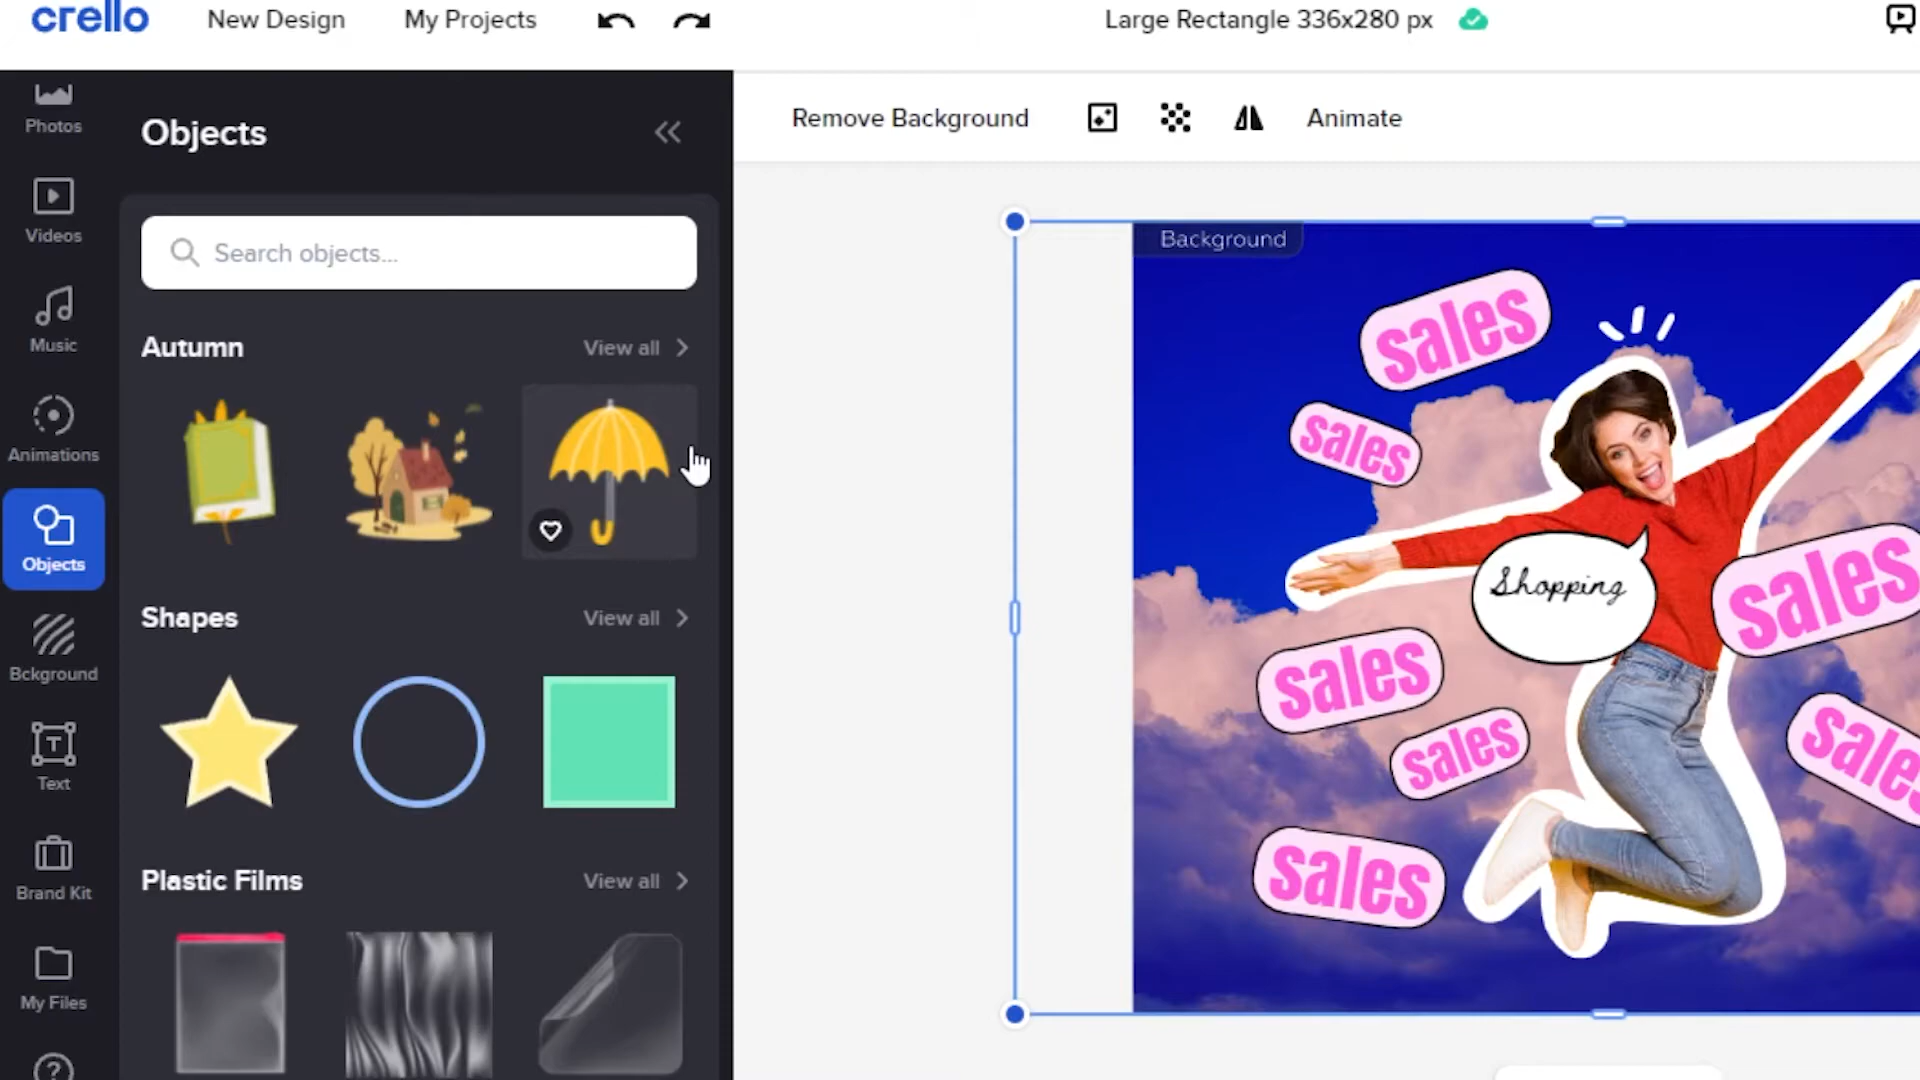 crello
New Design
My Projects
Large Rectangle 336x280 px
Photos
Videos
Music
Animations
Objects
Bckground
Text
Brand Kit
My Files
Objects
Search objects...
Autumn
View all
Shapes
View all
Plastic Films
View all
Remove Background
Animate
Background
sales
sales
Shopping
sales
sales
sales
sales
sales